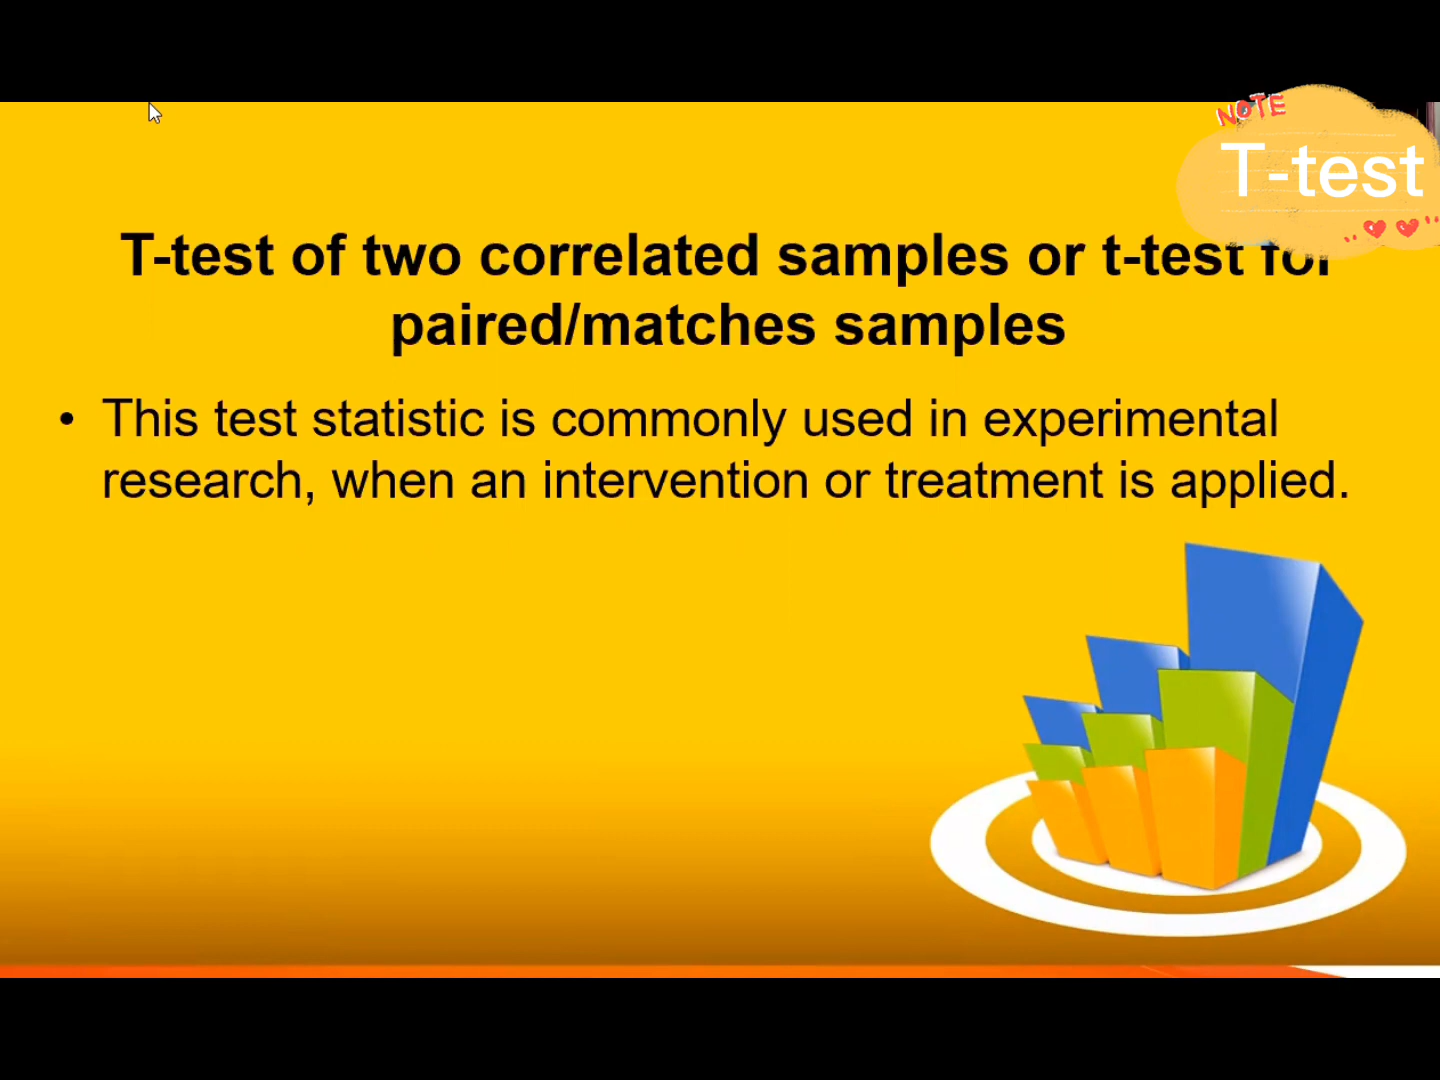 NOTE
T-test
T-test of two correlated samples or t-test for
paired/matches samples
• This test statistic is commonly used in experimental
research, when an intervention or treatment is applied.